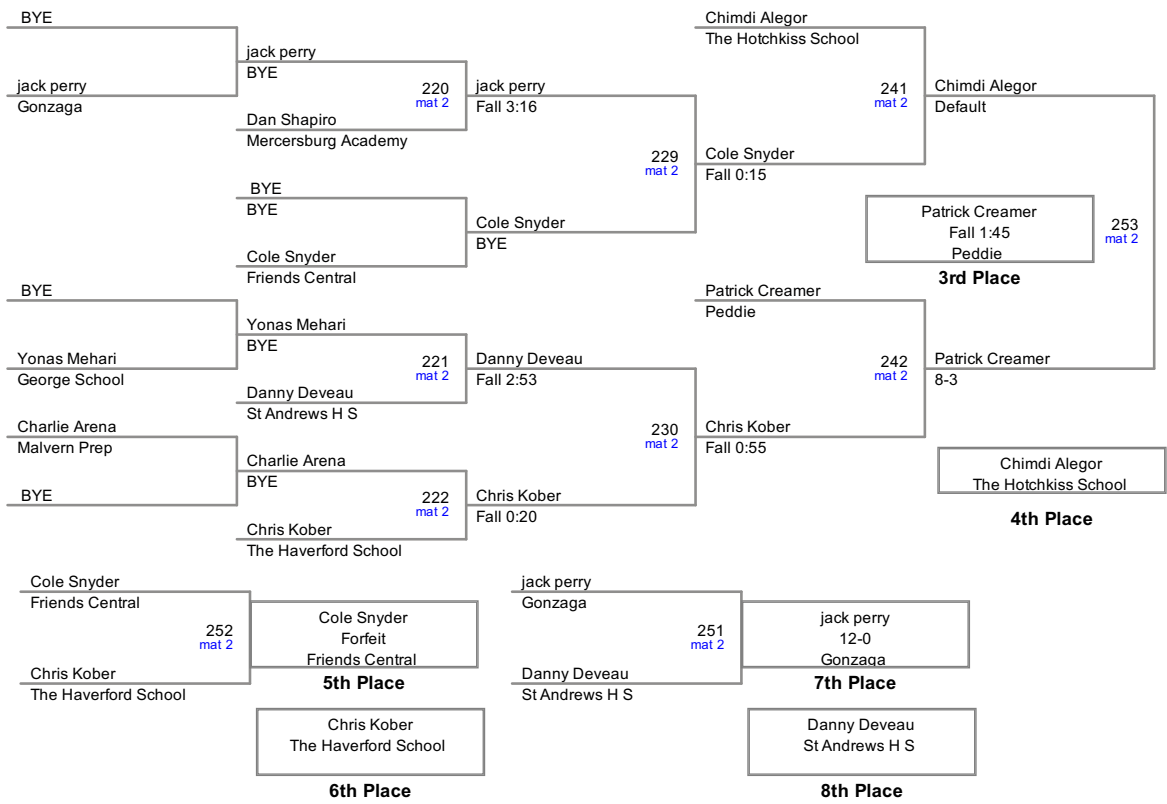 BYE
jack perry
Gonzaga
jack perry
BYE
220
mat 2
Dan Shapiro
Mercersburg Academy
jack perry
Fall 3:16
BYE
BYE
Cole Snyder
Friends Central
Cole Snyder
BYE
229
mat 2
Chimdi Alegor
The Hotchkiss School
Cole Snyder
Fall 0:15
241
mat 2
Chimdi Alegor
Default
Patrick Creamer
Fall 1:45
Peddie
3rd Place
253
mat 2
BYE
Yonas Mehari
George School
Yonas Mehari
BYE
221
mat 2
Danny Deveau
St Andrews H S
Danny Deveau
Fall 2:53
Charlie Arena
Malvern Prep
BYE
Charlie Arena
BYE
222
mat 2
Chris Kober
The Haverford School
Chris Kober
Fall 0:20
230
mat 2
Patrick Creamer
Peddie
Chris Kober
Fall 0:55
242
mat 2
Patrick Creamer
8-3
Chimdi Alegor
The Hotchkiss School
4th Place
Cole Snyder
Friends Central
252
mat 2
Chris Kober
The Haverford School
Cole Snyder
Forfeit
Friends Central
5th Place
Chris Kober
The Haverford School
6th Place
jack perry
Gonzaga
251
mat 2
Danny Deveau
St Andrews H S
jack perry
12-0
Gonzaga
7th Place
Danny Deveau
St Andrews H S
8th Place